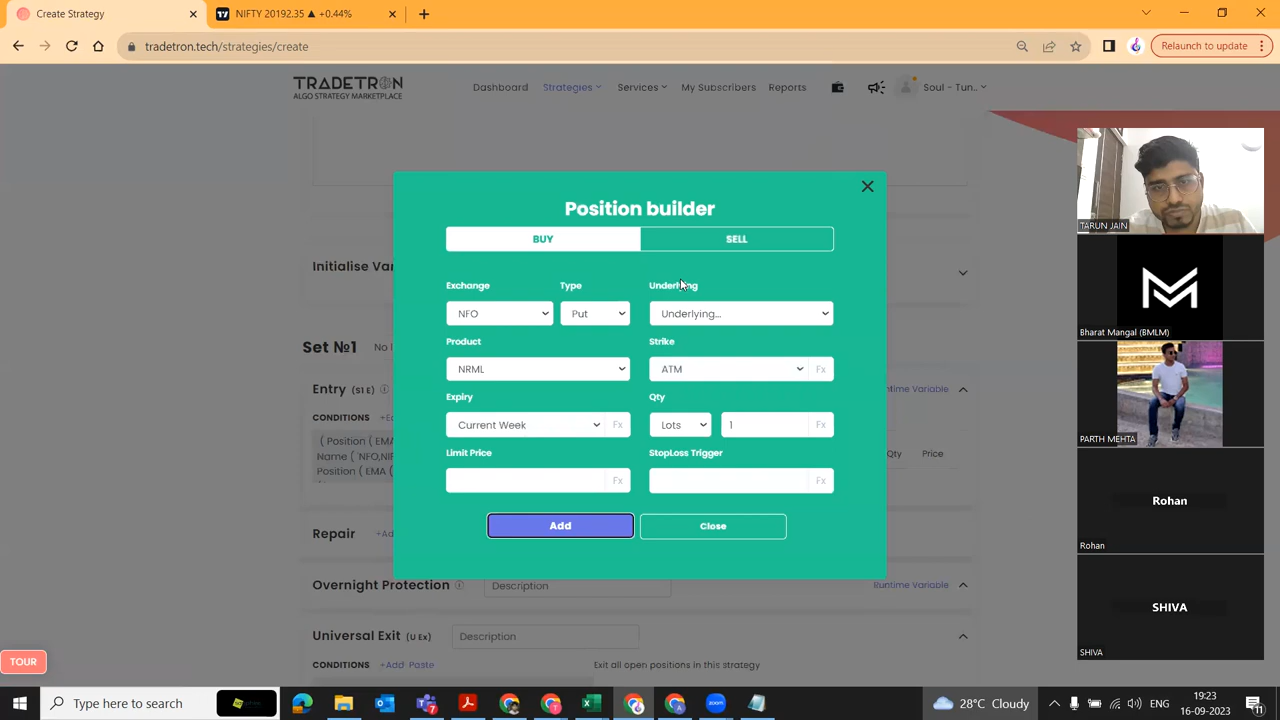 Create Strategy
NIFTY 20192.35 ▲ +0.44%
tradetron.tech/strategies/create
Relaunch to update
TRADETRON
ALGO STRATEGY MARKETPLACE
Dashboard
Strategies
Services
My Subscribers
Reports
Soul - Tun..
Position builder
BUY
SELL
Exchange
Type
Underlying
NFO
Put
Underlying...
Product
Strike
NRML
ATM
Fx
Expiry
Qty
Current Week
Fx
Lots
1
Fx
Limit Price
StopLoss Trigger
Fx
Fx
Add
Close
Initialise Var
Set №1
Entry (S1 E)
CONDITIONS
( Position ( EMA
Name ( 'NFO,NIF
Position ( EMA (
ntime Variable
Qty
Price
Repair
Overnight Protection
Description
Runtime Variable
Universal Exit (U Ex)
Description
CONDITIONS
+Add
Paste
Exit all open positions in this strategy
TOUR
TARUN JAIN
Bharat Mangal (BMLM)
PARTH MEHTA
Rohan
Rohan
SHIVA
SHIVA
Type here to search
28°C Cloudy
ENG
19:23
16-09-2023
11